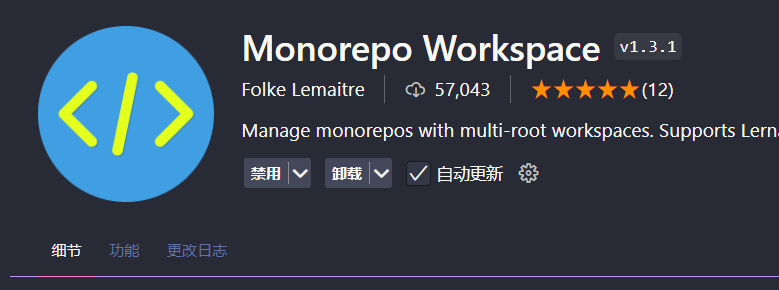 Monorepo Workspace v1.3.1
Folke Lemaitre 57,043 ★★★★★(12)
Manage monorepos with multi-root workspaces. Supports Lerna
禁用 卸载 自动更新
细节 功能 更改日志